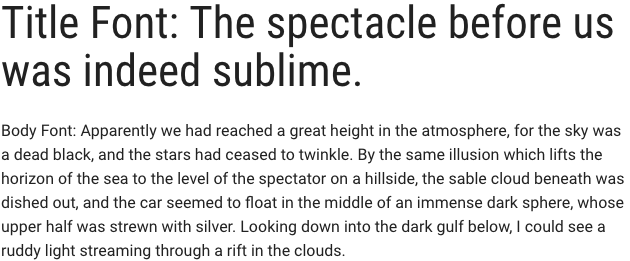 Title Font: The spectacle before us
was indeed sublime.
Body Font: Apparently we had reached a great height in the atmosphere, for the sky was
a dead black, and the stars had ceased to twinkle. By the same illusion which lifts the
horizon of the sea to the level of the spectator on a hillside, the sable cloud beneath was
dished out, and the car seemed to float in the middle of an immense dark sphere, whose
upper half was strewn with silver. Looking down into the dark gulf below, I could see a
ruddy light streaming through a rift in the clouds.